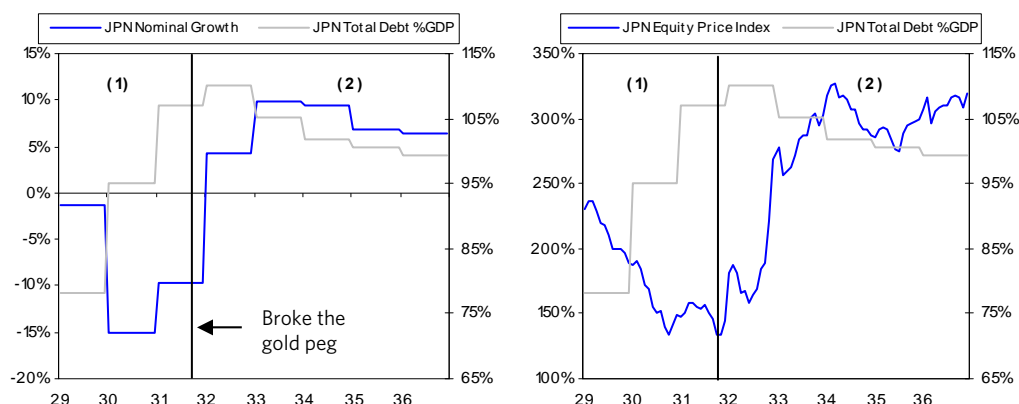 JPN Nominal Growth JPN Total Debt %GDP
15% 115%
(1) (2)
10% 105%
5%
0% 95%
-5%
85%
-10%
-15% 75%
Broke the
gold peg
-20% 65%
29 30 31 32 33 34 35 36
JPN Equity Price Index JPN Total Debt %GDP
350% 115%
(1) (2)
300% 105%
250% 95%
200% 85%
150% 75%
100% 65%
29 30 31 32 33 34 35 36